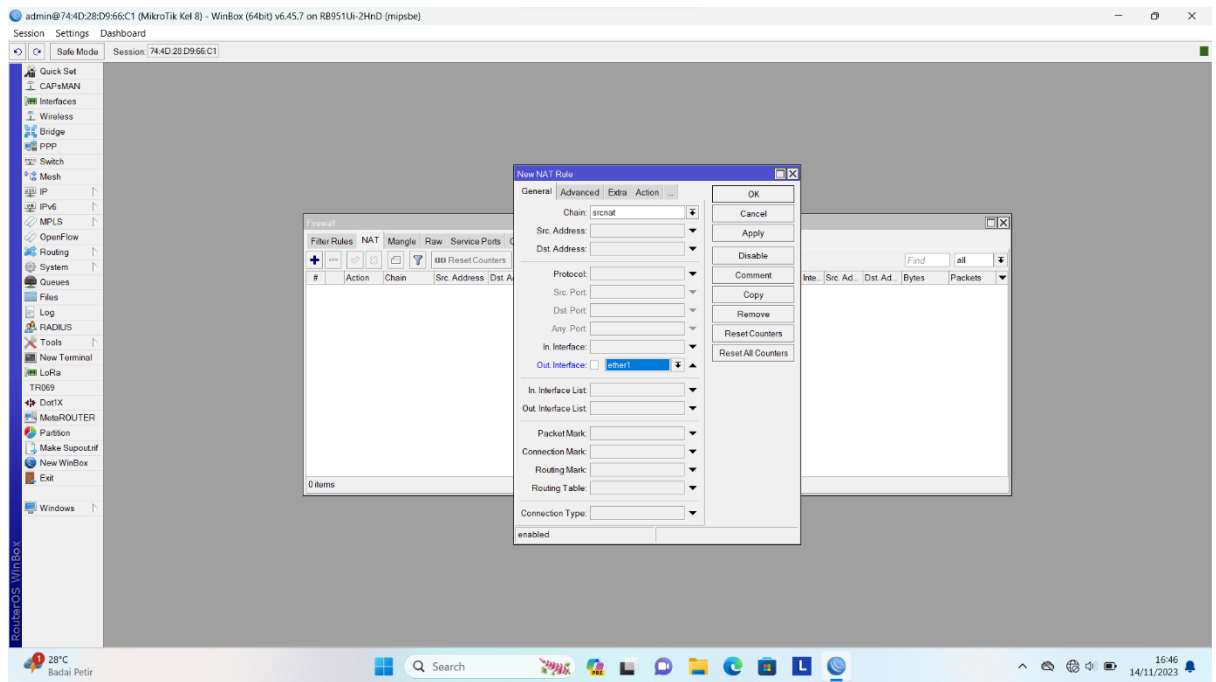 admin@74:4D:28:D9:66:C1 (MikroTik Kel 8) - WinBox (64bit) v6.45.7 on RB951Ui-2HnD (mipsbe)
Session Settings Dashboard
Safe Mode Session: 74:4D:28:D9:66:C1
Quick Set
CAPsMAN
Interfaces
Wireless
Bridge
PPP
Switch
Mesh
IP
IPv6
MPLS
OpenFlow
Routing
System
Queues
Files
Log
RADIUS
Tools
New Terminal
LoRa
TR069
Dot1X
MetaROUTER
Partition
Make Supout.rif
New WinBox
Exit
Windows
RouterOS WinBox
Firewall
Filter Rules NAT Mangle Raw Service Ports
Reset Counters
Find all
# Action Chain Src. Address Dst. A Inte... Src. Ad... Dst. Ad... Bytes Packets
0 items
New NAT Rule
General Advanced Extra Action ...
Chain: srcnat
Src. Address:
Dst. Address:
Protocol:
Src. Port:
Dst. Port:
Any. Port:
In. Interface:
Out. Interface: ether1
In. Interface List:
Out. Interface List:
Packet Mark:
Connection Mark:
Routing Mark:
Routing Table:
Connection Type:
enabled
OK
Cancel
Apply
Disable
Comment
Copy
Remove
Reset Counters
Reset All Counters
1
28°C
Badai Petir
Search
PRE
L
16:46
14/11/2023